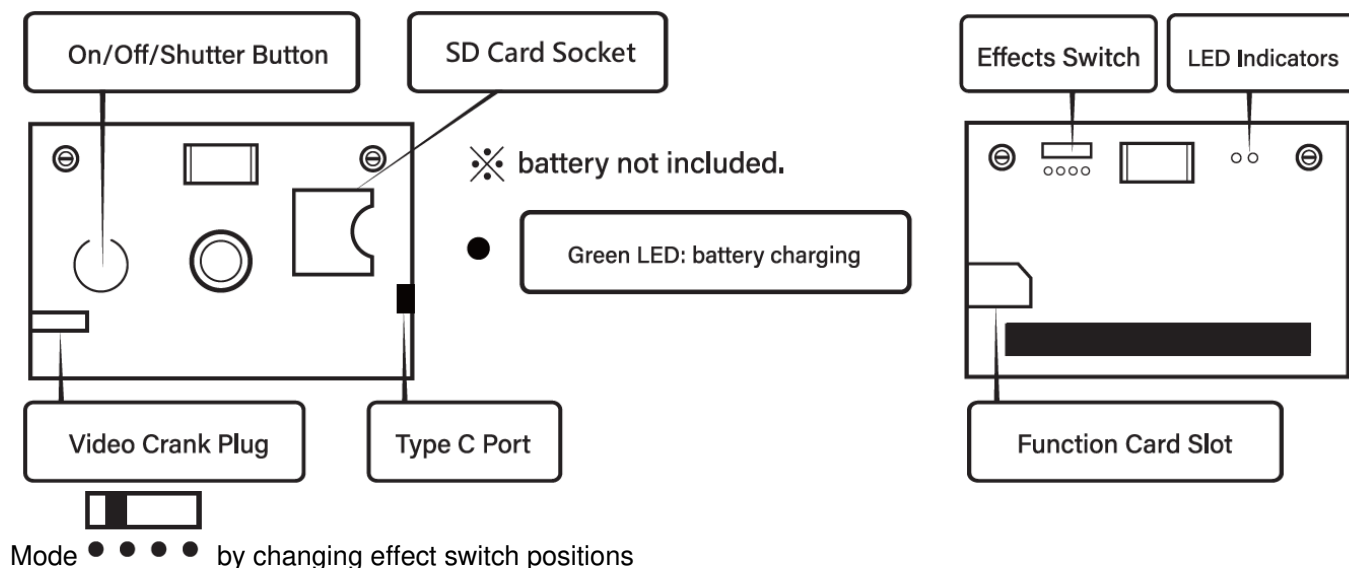 On/Off/Shutter Button
SD Card Socket
Effects Switch
LED Indicators
※ battery not included.
● Green LED: battery charging
Video Crank Plug
Type C Port
Function Card Slot
Mode ● ● ● ● by changing effect switch positions